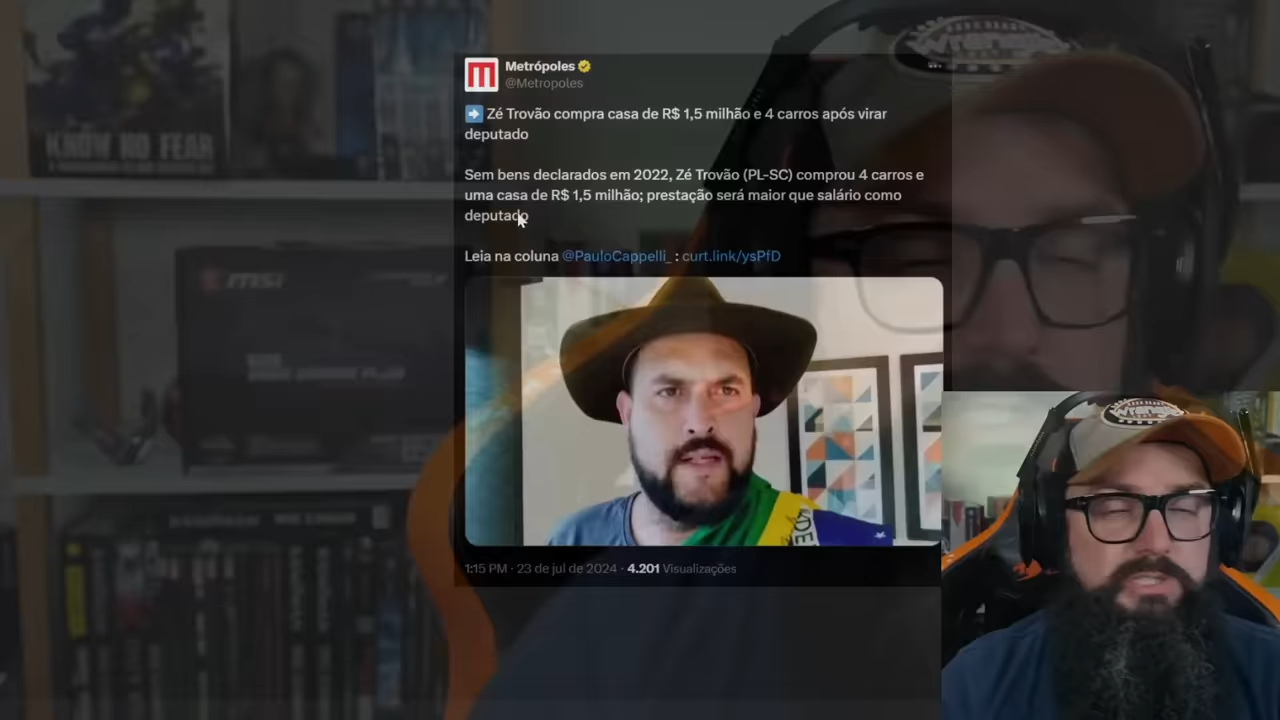 KNOW NO FEAR
msi
Wrangler
Metrópoles
@Metropoles
➡️ Zé Trovão compra casa de R$ 1,5 milhão e 4 carros após virar
deputado
Sem bens declarados em 2022, Zé Trovão (PL-SC) comprou 4 carros e
uma casa de R$ 1,5 milhão; prestação será maior que salário como
deputado
Leia na coluna @PauloCappelli_ : curt.link/ysPfD
1:15 PM · 23 de jul de 2024 · 4.201 Visualizações
Wrangler